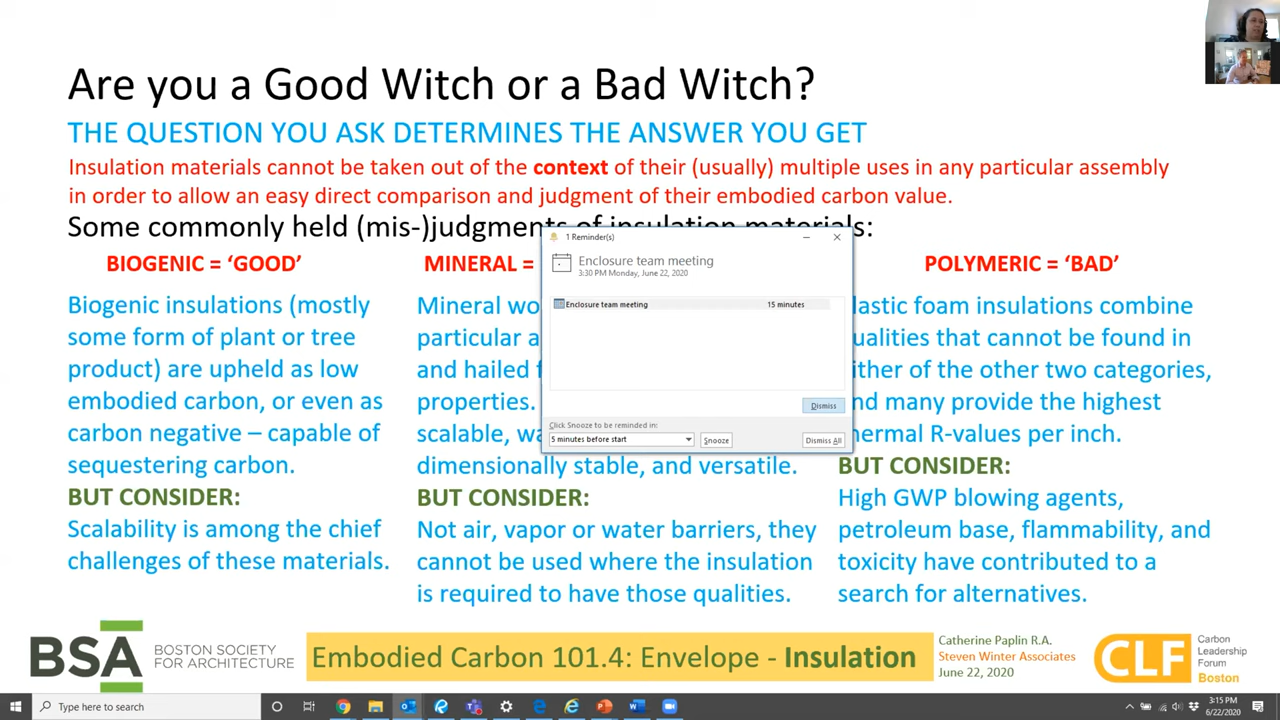 Are you a Good Witch or a Bad Witch?
THE QUESTION YOU ASK DETERMINES THE ANSWER YOU GET
Insulation materials cannot be taken out of the context of their (usually) multiple uses in any particular assembly
in order to allow an easy direct comparison and judgment of their embodied carbon value.
Some commonly held (mis-)judgments of insulation materials:
BIOGENIC = ‘GOOD’
Biogenic insulations (mostly
some form of plant or tree
product) are upheld as low
embodied carbon, or even as
carbon negative – capable of
sequestering carbon.
BUT CONSIDER:
Scalability is among the chief
challenges of these materials.
MINERAL =
Mineral wo
particular a
and hailed f
properties.
scalable, wa
dimensionally stable, and versatile.
BUT CONSIDER:
Not air, vapor or water barriers, they
cannot be used where the insulation
is required to have those qualities.
1 Reminder(s)
Enclosure team meeting
3:30 PM Monday, June 22, 2020
Enclosure team meeting 15 minutes
Dismiss
Click Snooze to be reminded in:
5 minutes before start Snooze Dismiss All
POLYMERIC = ‘BAD’
lastic foam insulations combine
ualities that cannot be found in
ither of the other two categories,
nd many provide the highest
hermal R-values per inch.
BUT CONSIDER:
High GWP blowing agents,
petroleum base, flammability, and
toxicity have contributed to a
search for alternatives.
BSA BOSTON SOCIETY
FOR ARCHITECTURE
Embodied Carbon 101.4: Envelope - Insulation
Catherine Paplin R.A.
Steven Winter Associates
June 22, 2020
CLF Carbon
Leadership
Forum
Boston
Type here to search
3:15 PM
6/22/2020